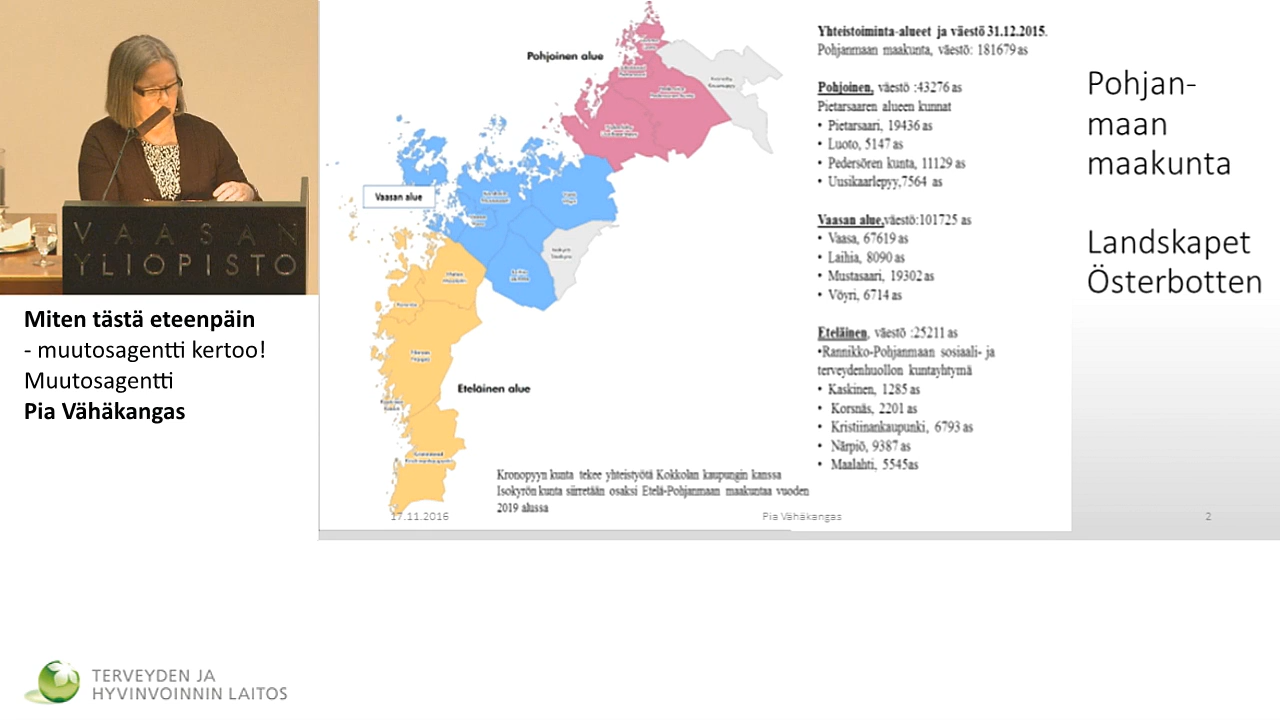 VAASAN
YLIOPISTO
Miten tästä eteenpäin
- muutosagentti kertoo!
Muutosagentti
Pia Vähäkangas
TERVEYDEN JA
HYVINVOINNIN LAITOS
Pohjoinen alue
Vaasan alue
Eteläinen alue
Kronopyyn kunta tekee yhteistyötä Kokkolan kaupungin kanssa
Isokyrön kunta siirretään osaksi Etelä-Pohjanmaan maakuntaa vuoden
2019 alussa
Yhteistoiminta-alueet ja väestö 31.12.2015.
Pohjanmaan maakunta, väestö: 181679 as
Pohjoinen, väestö :43276 as
Pietarsaaren alueen kunnat
• Pietarsaari, 19436 as
• Luoto, 5147 as
• Pedersören kunta, 11129 as
• Uusikaarlepyy,7564 as
Vaasan alue,väestö:101725 as
• Vaasa, 67619 as
• Laihia, 8090 as
• Mustasaari, 19302 as
• Vöyri, 6714 as
Eteläinen, väestö :25211 as
•Rannikko-Pohjanmaan sosiaali- ja
terveydenhuollon kuntayhtymä
• Kaskinen, 1285 as
• Korsnäs, 2201 as
• Kristiinankaupunki, 6793 as
• Närpiö, 9387 as
• Maalahti, 5545as
Pohjan-
maan
maakunta
Landskapet
Österbotten
17.11.2016
Pia Vähäkangas
2